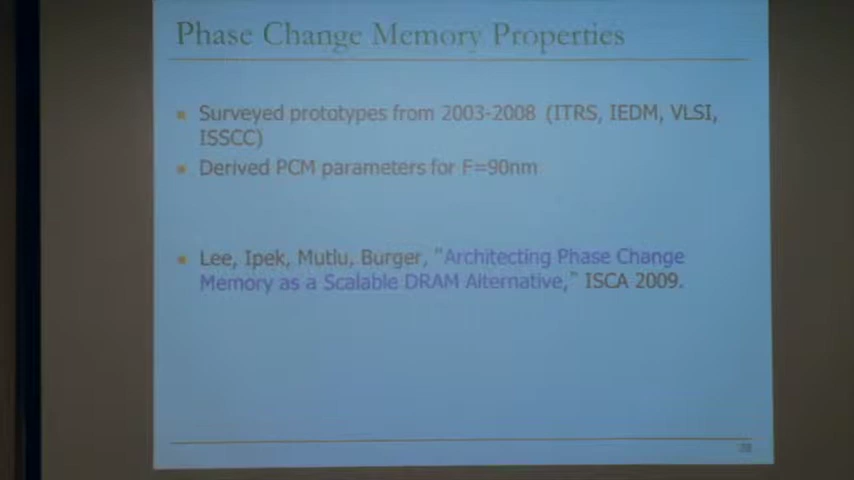 Phase Change Memory Properties
Surveyed prototypes from 2003-2008 (ITRS, IEDM, VLSI,
ISSCC)
Derived PCM parameters for F=90nm
Lee, Ipek, Mutlu, Burger, "Architecting Phase Change
Memory as a Scalable DRAM Alternative," ISCA 2009.